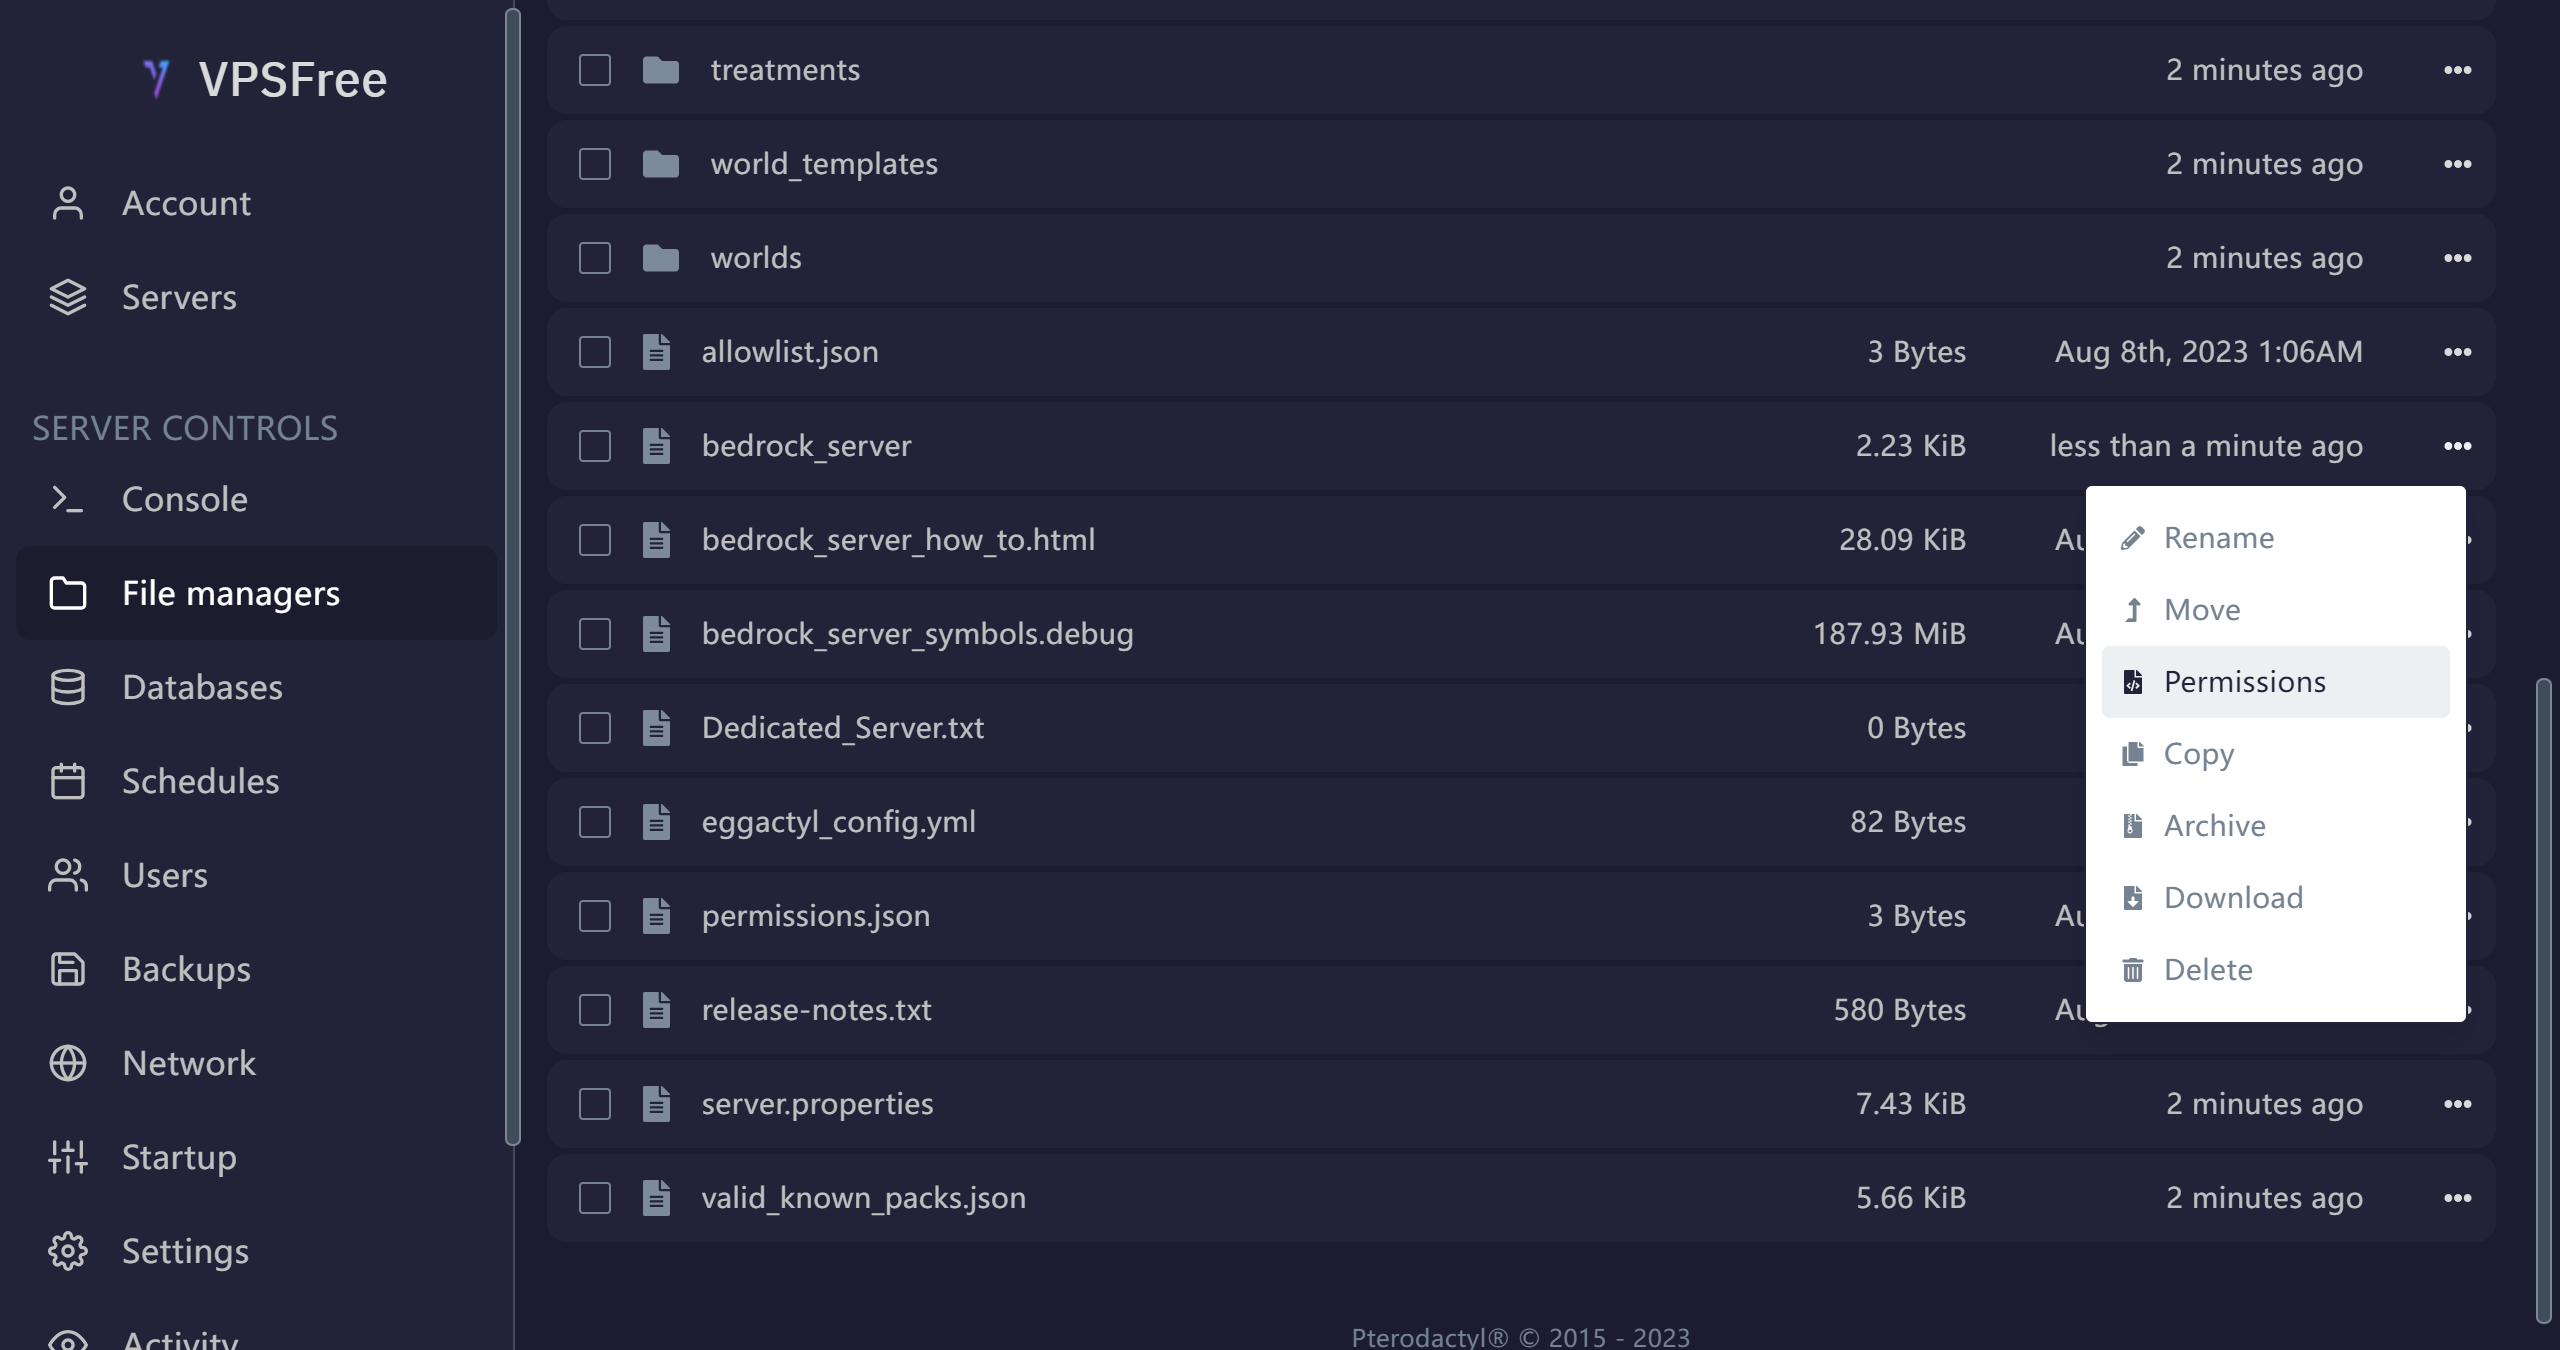 VPSFree
Account
Servers
SERVER CONTROLS
Console
File managers
Databases
Schedules
Users
Backups
Network
Startup
Settings
Activity
treatments 2 minutes ago
world_templates 2 minutes ago
worlds 2 minutes ago
allowlist.json 3 Bytes Aug 8th, 2023 1:06AM
bedrock_server 2.23 KiB less than a minute ago
bedrock_server_how_to.html 28.09 KiB
bedrock_server_symbols.debug 187.93 MiB
Dedicated_Server.txt 0 Bytes
eggactyl_config.yml 82 Bytes
permissions.json 3 Bytes
release-notes.txt 580 Bytes
server.properties 7.43 KiB 2 minutes ago
valid_known_packs.json 5.66 KiB 2 minutes ago
Rename
Move
Permissions
Copy
Archive
Download
Delete
Pterodactyl® © 2015 - 2023